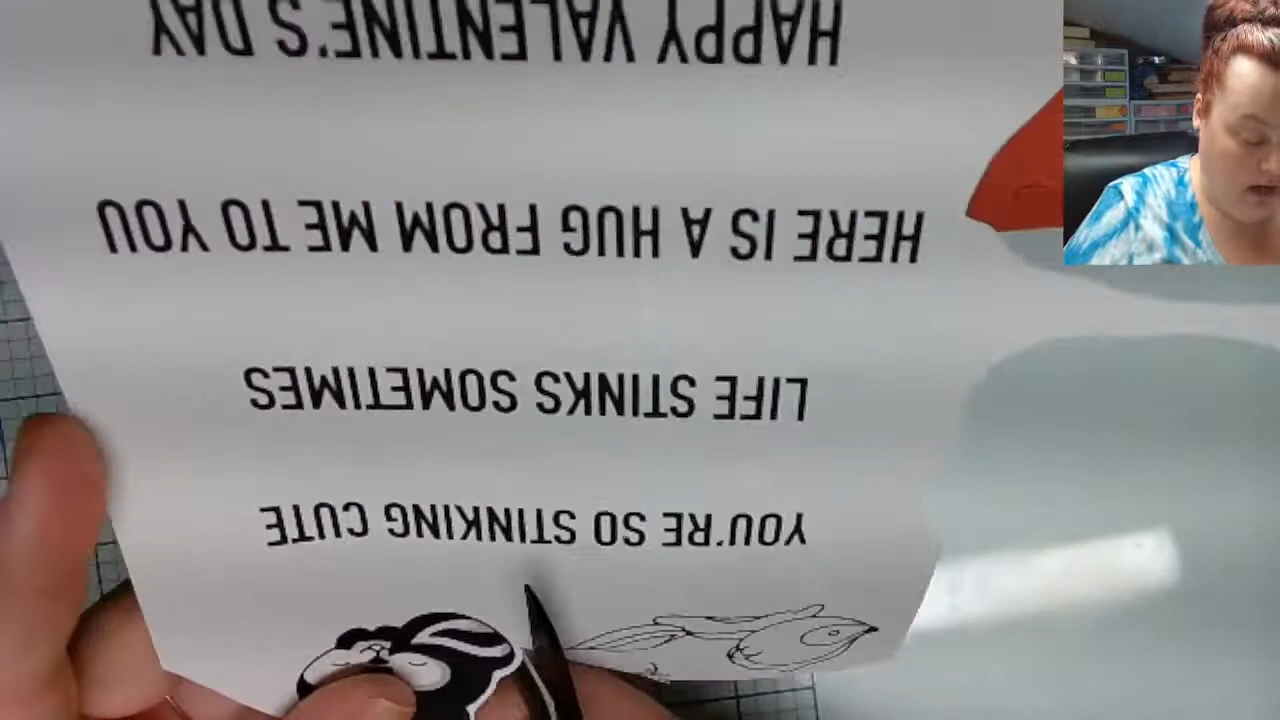 YOU'RE SO STINKING CUTE
LIFE STINKS SOMETIMES
HERE IS A HUG FROM ME TO YOU
HAPPY VALENTINE'S DAY